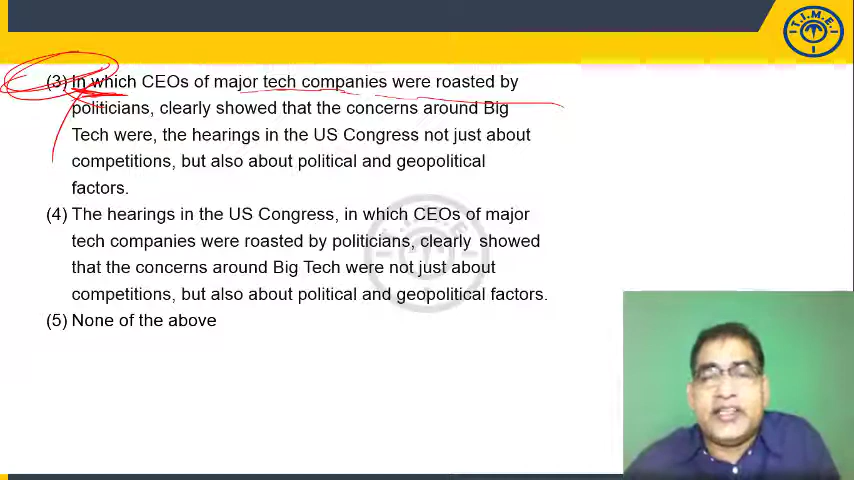 T.I.M.E.
(3) In which CEOs of major tech companies were roasted by
politicians, clearly showed that the concerns around Big
Tech were, the hearings in the US Congress not just about
competitions, but also about political and geopolitical
factors.
(4) The hearings in the US Congress, in which CEOs of major
tech companies were roasted by politicians, clearly showed
that the concerns around Big Tech were not just about
competitions, but also about political and geopolitical factors.
(5) None of the above
T.I.M.E.